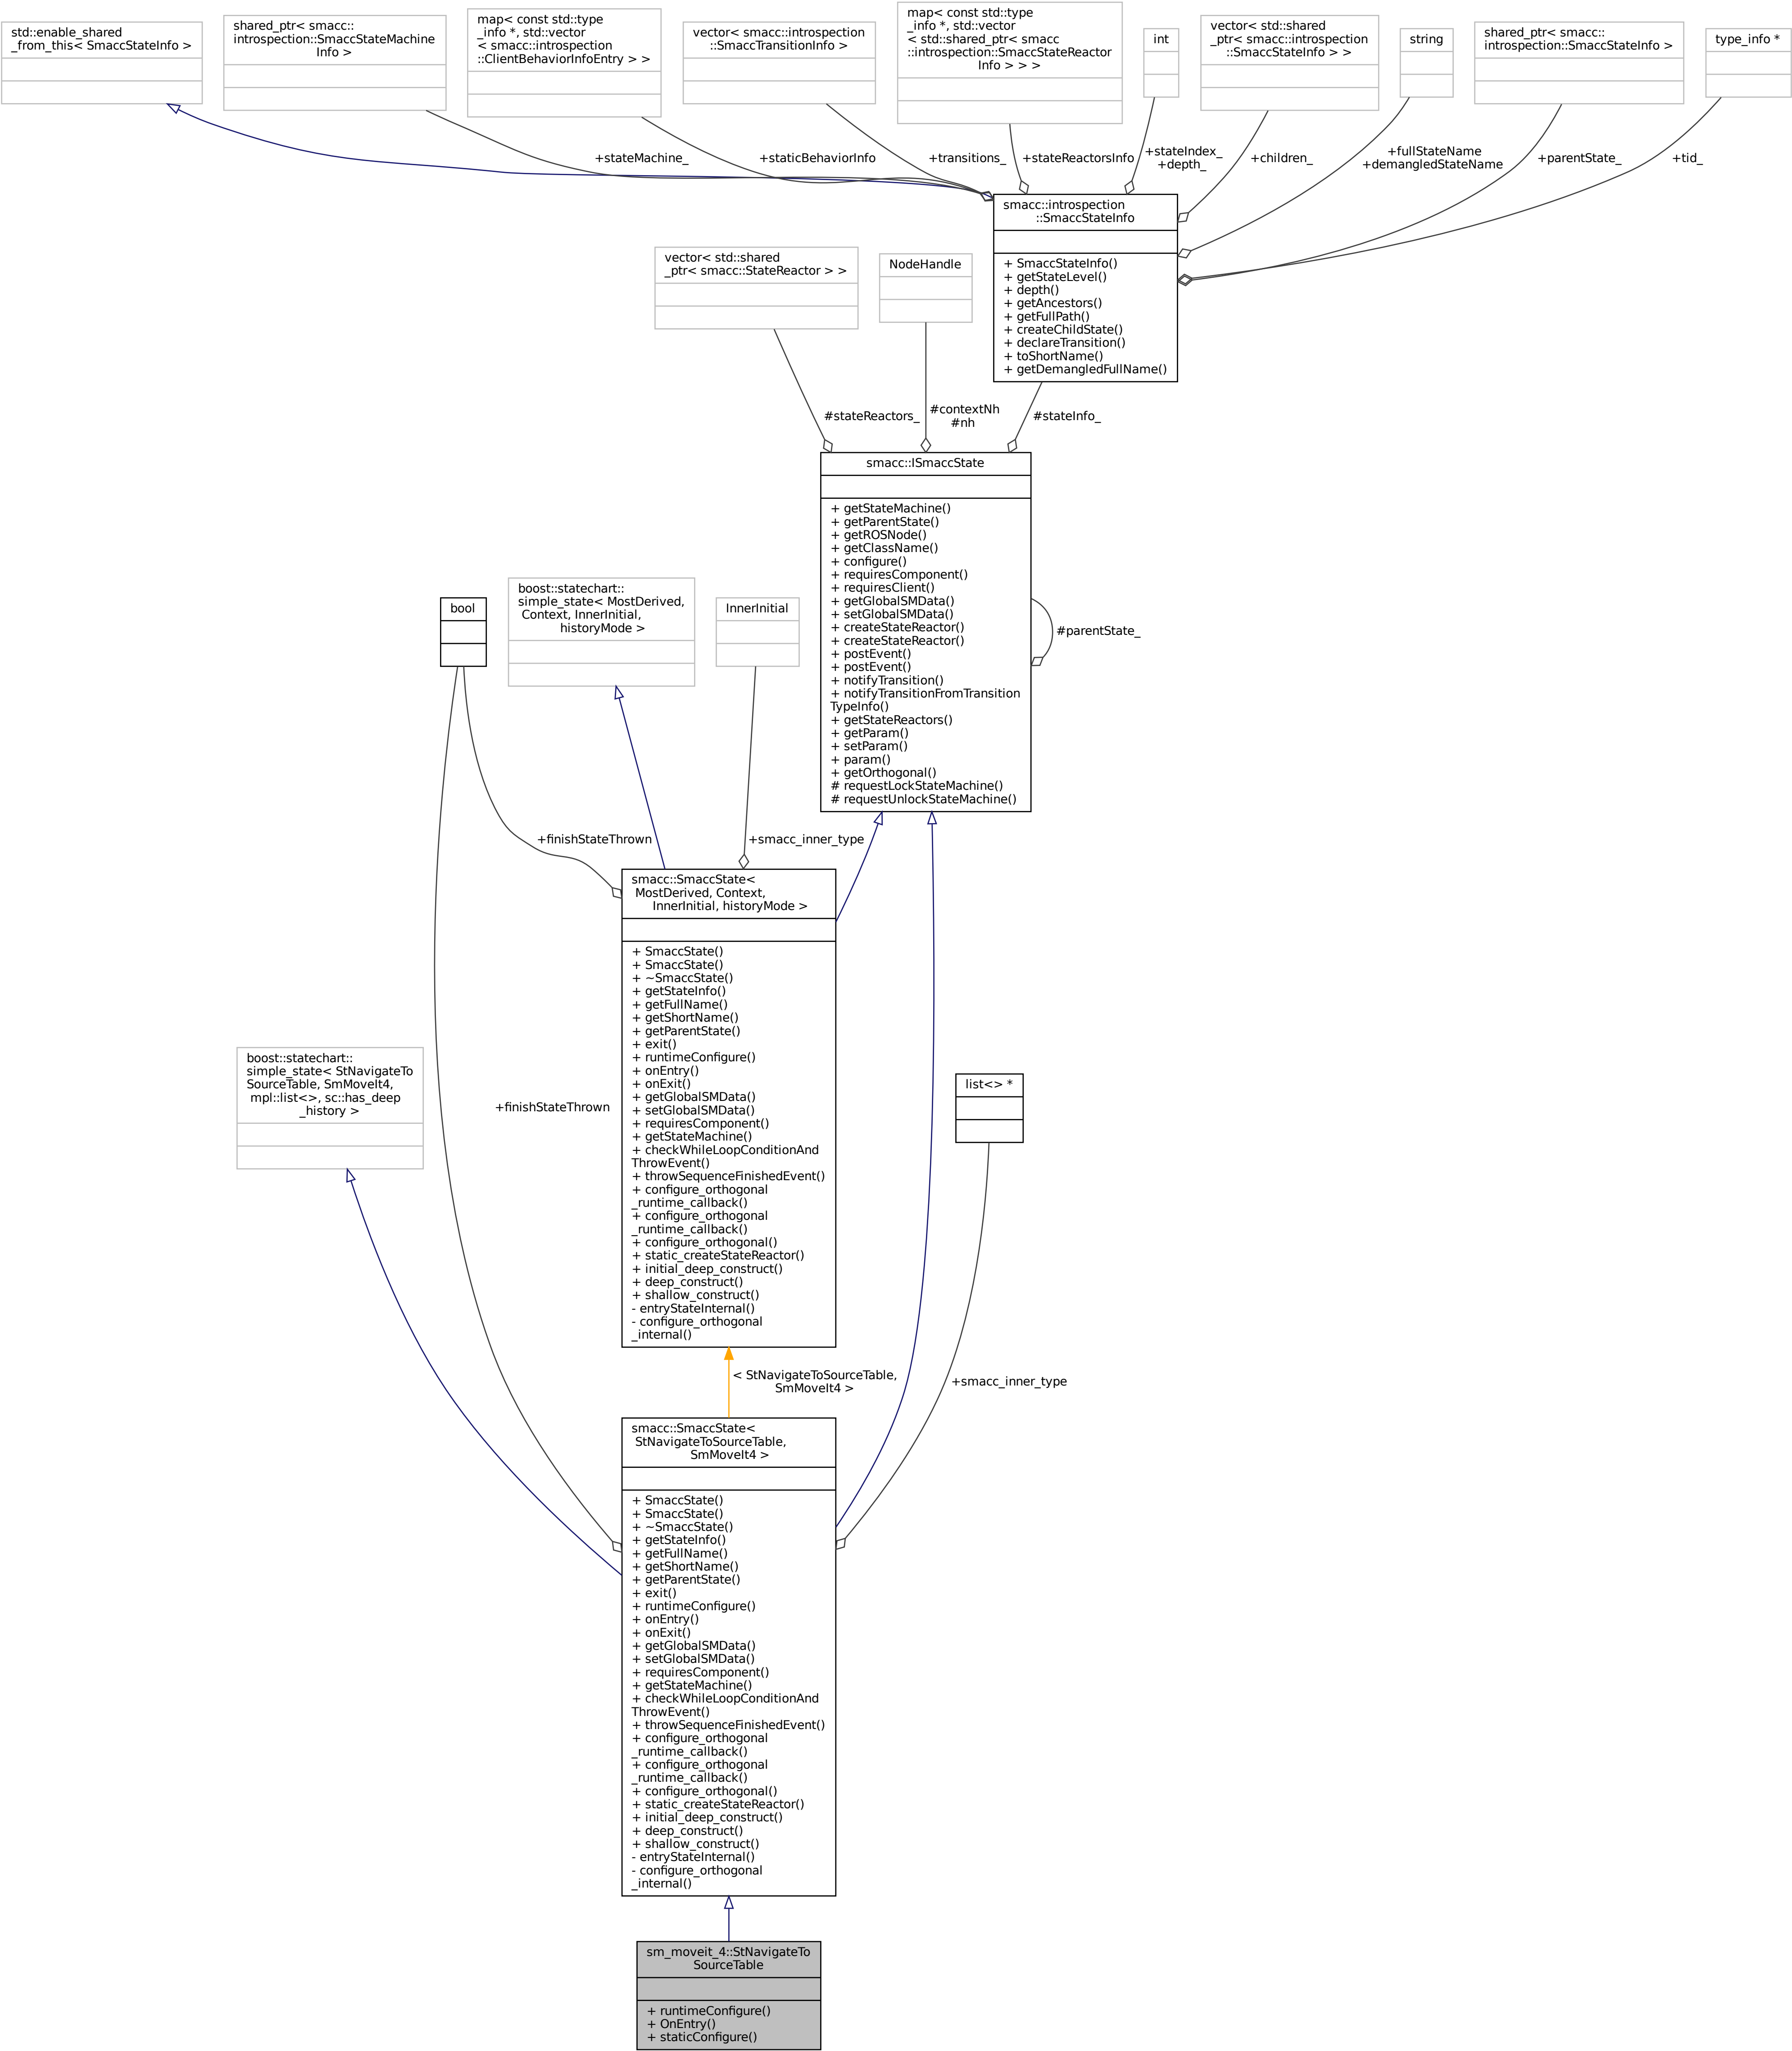 std::enable_shared
_from_this< SmaccStateInfo >
shared_ptr< smacc::
introspection::SmaccStateMachine
Info >
map< const std::type
_info *, std::vector
< smacc::introspection
::ClientBehaviorInfoEntry > >
vector< smacc::introspection
::SmaccTransitionInfo >
map< const std::type
_info *, std::vector
< std::shared_ptr< smacc
::introspection::SmaccStateReactor
Info > > >
int
vector< std::shared
_ptr< smacc::introspection
::SmaccStateInfo > >
string
shared_ptr< smacc::
introspection::SmaccStateInfo >
type_info *
+stateMachine_
+staticBehaviorInfo
+transitions_
+stateReactorsInfo
+stateIndex_
+depth_
+children_
+fullStateName
+demangledStateName
+parentState_
+tid_
smacc::introspection
::SmaccStateInfo
+ SmaccStateInfo()
+ getStateLevel()
+ depth()
+ getAncestors()
+ getFullPath()
+ createChildState()
+ declareTransition()
+ toShortName()
+ getDemangledFullName()
vector< std::shared
_ptr< smacc::StateReactor > >
NodeHandle
#stateReactors_
#contextNh
#nh
#stateInfo_
smacc::ISmaccState
+ getStateMachine()
+ getParentState()
+ getROSNode()
+ getClassName()
+ configure()
+ requiresComponent()
+ requiresClient()
+ getGlobalSMData()
+ setGlobalSMData()
+ createStateReactor()
+ createStateReactor()
+ postEvent()
+ postEvent()
+ notifyTransition()
+ notifyTransitionFromTransition
TypeInfo()
+ getStateReactors()
+ getParam()
+ setParam()
+ param()
+ getOrthogonal()
# requestLockStateMachine()
# requestUnlockStateMachine()
#parentState_
bool
boost::statechart::
simple_state< MostDerived,
Context, InnerInitial,
historyMode >
InnerInitial
+finishStateThrown
+smacc_inner_type
smacc::SmaccState<
MostDerived, Context,
InnerInitial, historyMode >
+ SmaccState()
+ SmaccState()
+ ~SmaccState()
+ getStateInfo()
+ getFullName()
+ getShortName()
+ getParentState()
+ exit()
+ runtimeConfigure()
+ onEntry()
+ onExit()
+ getGlobalSMData()
+ setGlobalSMData()
+ requiresComponent()
+ getStateMachine()
+ checkWhileLoopConditionAnd
ThrowEvent()
+ throwSequenceFinishedEvent()
+ configure_orthogonal
_runtime_callback()
+ configure_orthogonal
_runtime_callback()
+ configure_orthogonal()
+ static_createStateReactor()
+ initial_deep_construct()
+ deep_construct()
+ shallow_construct()
- entryStateInternal()
- configure_orthogonal
_internal()
boost::statechart::
simple_state< StNavigateTo
SourceTable, SmMoveIt4,
mpl::list<>, sc::has_deep
_history >
+finishStateThrown
list<> *
< StNavigateToSourceTable,
SmMoveIt4 >
+smacc_inner_type
smacc::SmaccState<
StNavigateToSourceTable,
SmMoveIt4 >
+ SmaccState()
+ SmaccState()
+ ~SmaccState()
+ getStateInfo()
+ getFullName()
+ getShortName()
+ getParentState()
+ exit()
+ runtimeConfigure()
+ onEntry()
+ onExit()
+ getGlobalSMData()
+ setGlobalSMData()
+ requiresComponent()
+ getStateMachine()
+ checkWhileLoopConditionAnd
ThrowEvent()
+ throwSequenceFinishedEvent()
+ configure_orthogonal
_runtime_callback()
+ configure_orthogonal
_runtime_callback()
+ configure_orthogonal()
+ static_createStateReactor()
+ initial_deep_construct()
+ deep_construct()
+ shallow_construct()
- entryStateInternal()
- configure_orthogonal
_internal()
sm_moveit_4::StNavigateTo
SourceTable
+ runtimeConfigure()
+ OnEntry()
+ staticConfigure()